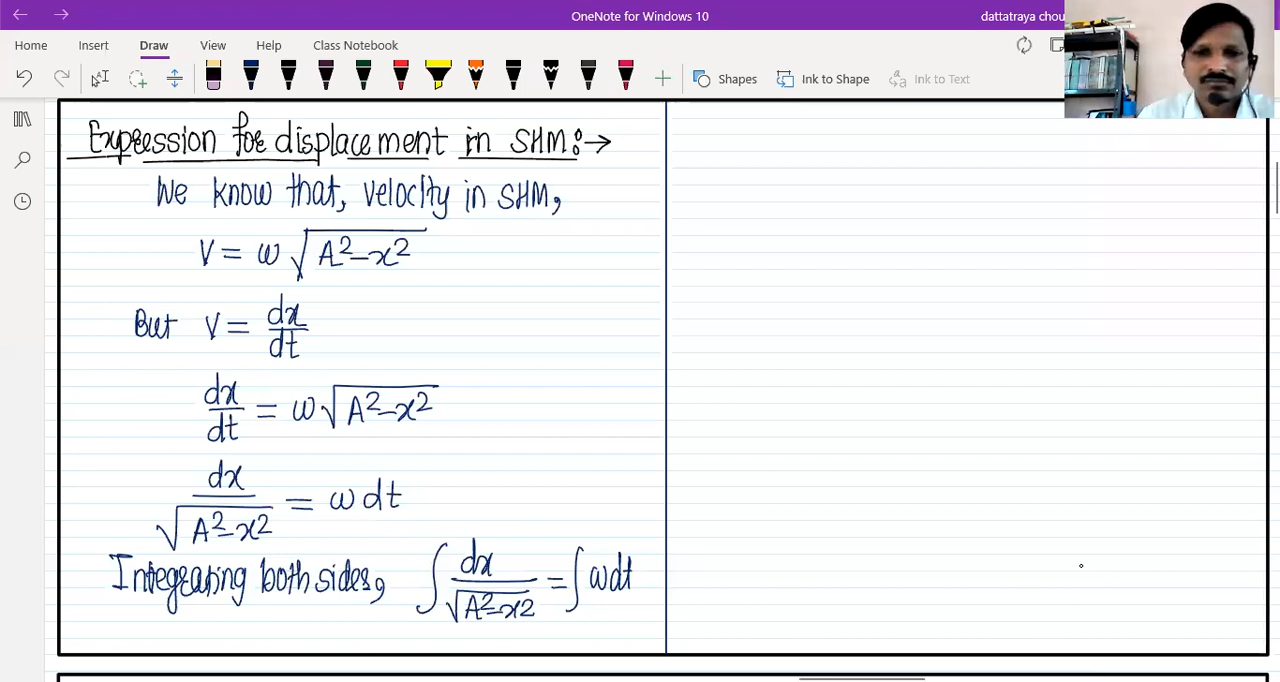 OneNote for Windows 10
dattatraya chou
Home Insert Draw View Help Class Notebook
Shapes Ink to Shape Ink to Text
Expression for displacement in SHM:→
We know that, velocity in SHM,
V = ω √(A²-x²)
But V = dx/dt
dx/dt = ω√(A²-x²)
dx/√(A²-x²) = ω dt
Integrating both sides, ∫ dx/√(A²-x²) = ∫ ωdt